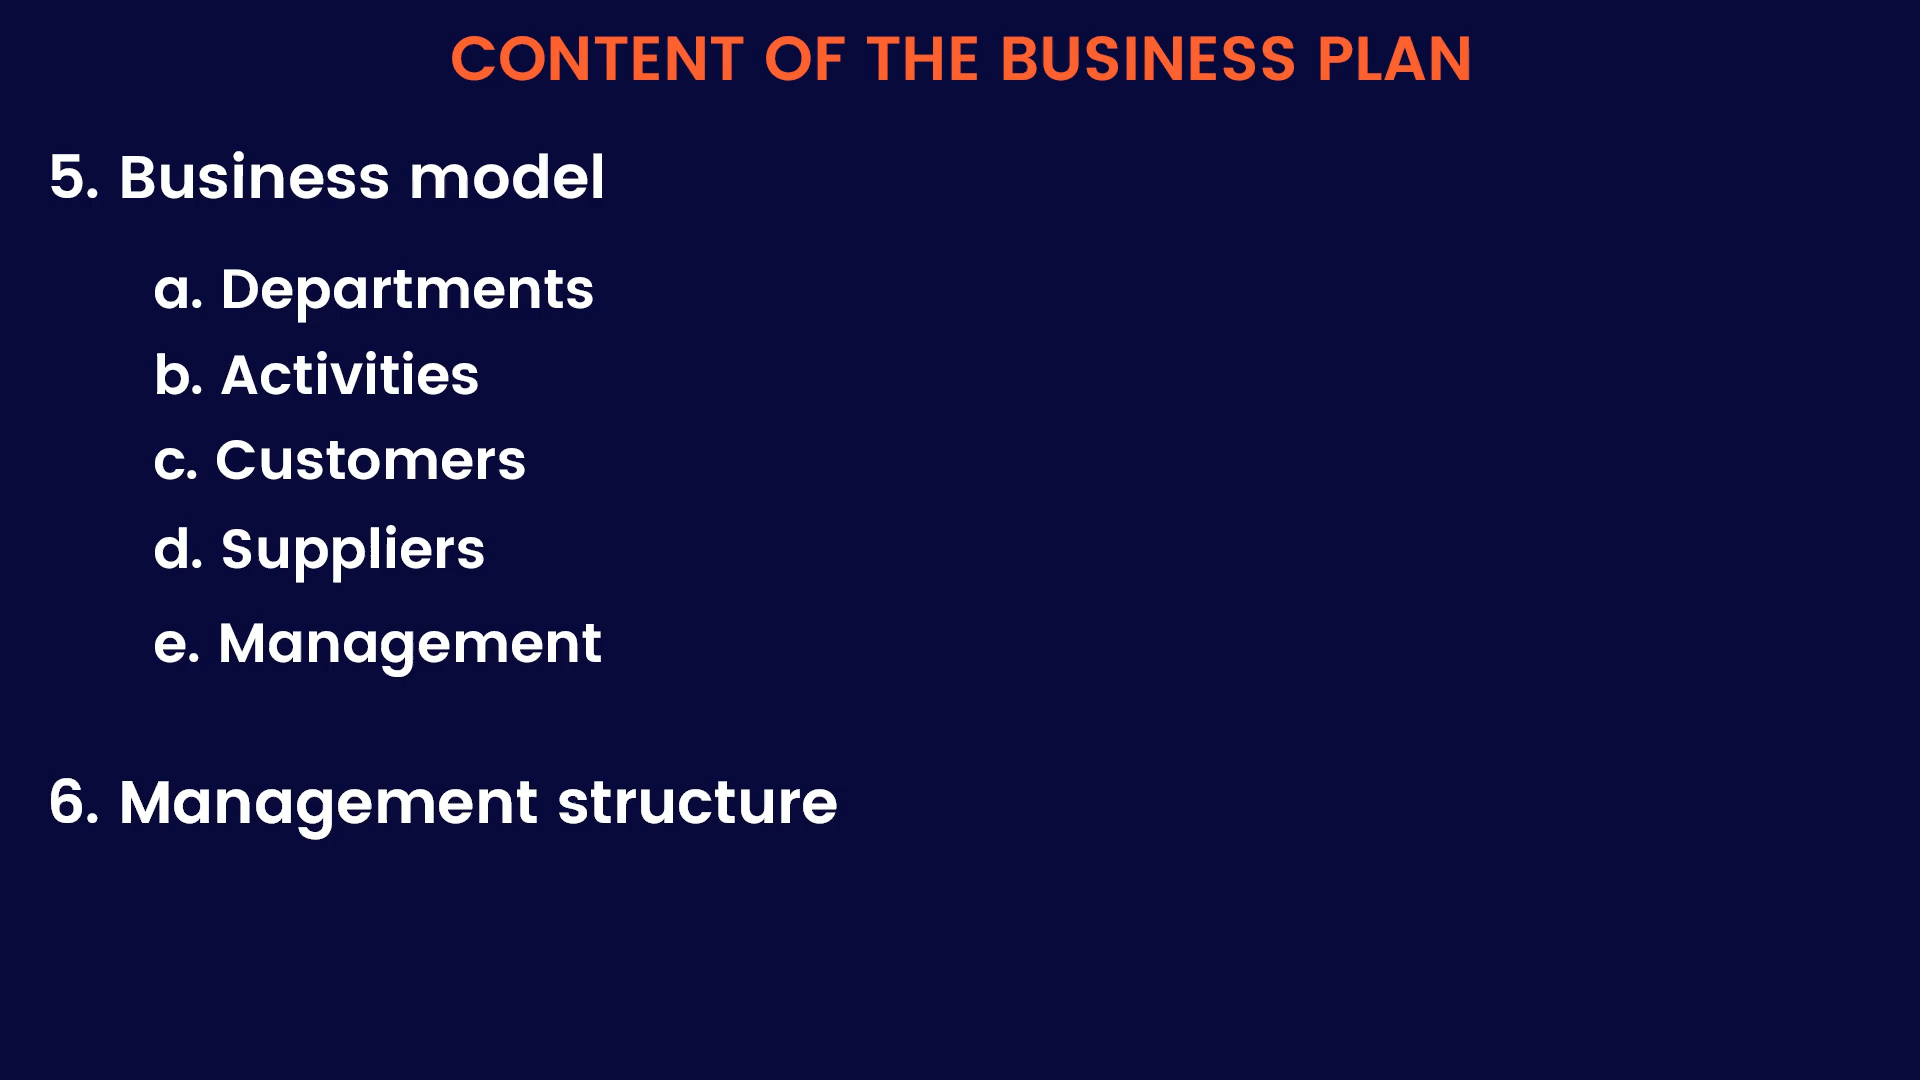 CONTENT OF THE BUSINESS PLAN
5. Business model
a. Departments
b. Activities
c. Customers
d. Suppliers
e. Management
6. Management structure